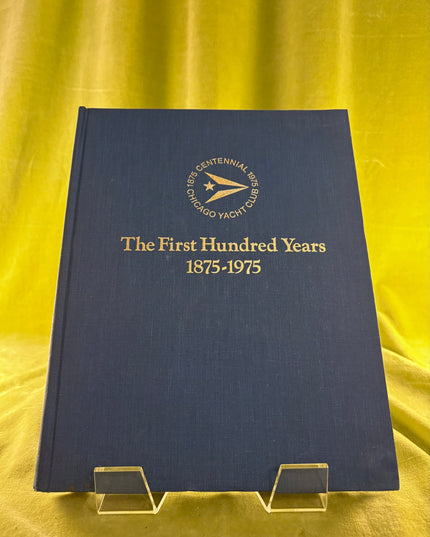 1875 CENTENNIAL 1975
CHICAGO YACHT CLUB
The First Hundred Years
1875-1975